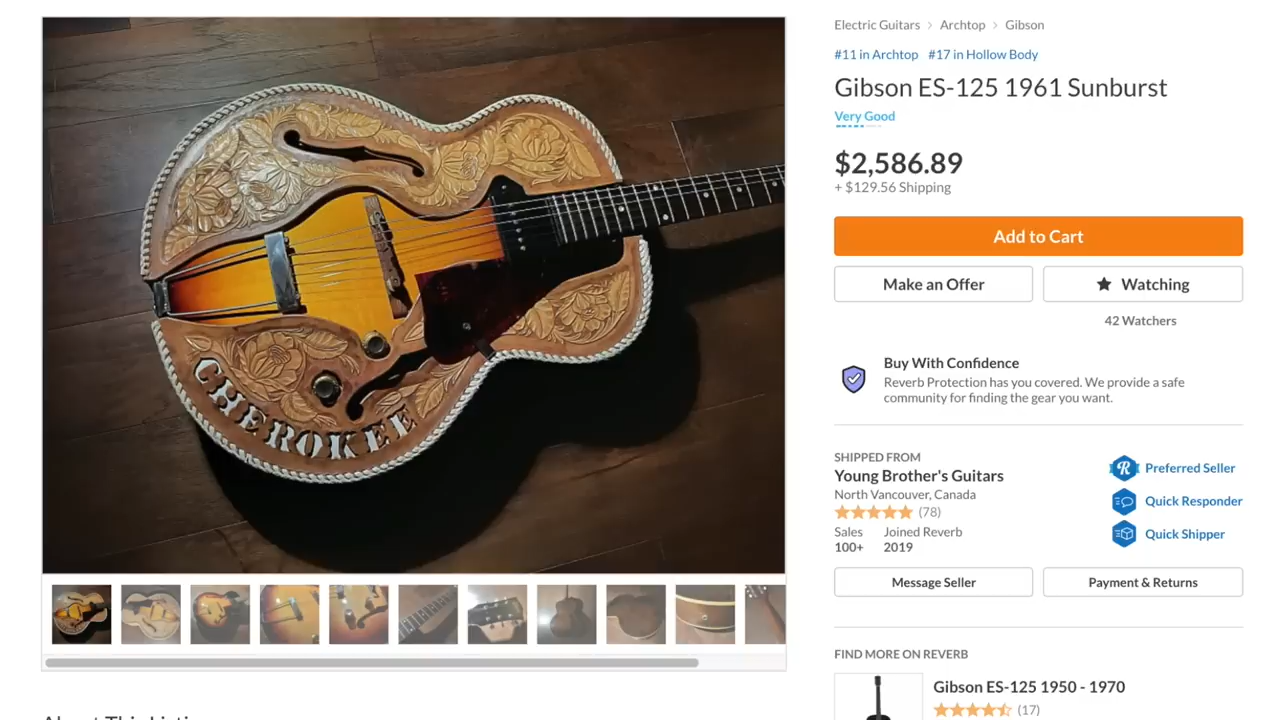 Electric Guitars > Archtop > Gibson
#11 in Archtop #17 in Hollow Body
Gibson ES-125 1961 Sunburst
Very Good
$2,586.89
+ $129.56 Shipping
Add to Cart
Make an Offer
Watching
42 Watchers
Buy With Confidence
Reverb Protection has you covered. We provide a safe
community for finding the gear you want.
SHIPPED FROM
Young Brother's Guitars
North Vancouver, Canada
(78)
Sales Joined Reverb
100+ 2019
R Preferred Seller
Quick Responder
Quick Shipper
Message Seller
Payment & Returns
FIND MORE ON REVERB
Gibson ES-125 1950 - 1970
(17)
CHEROKEE
About This